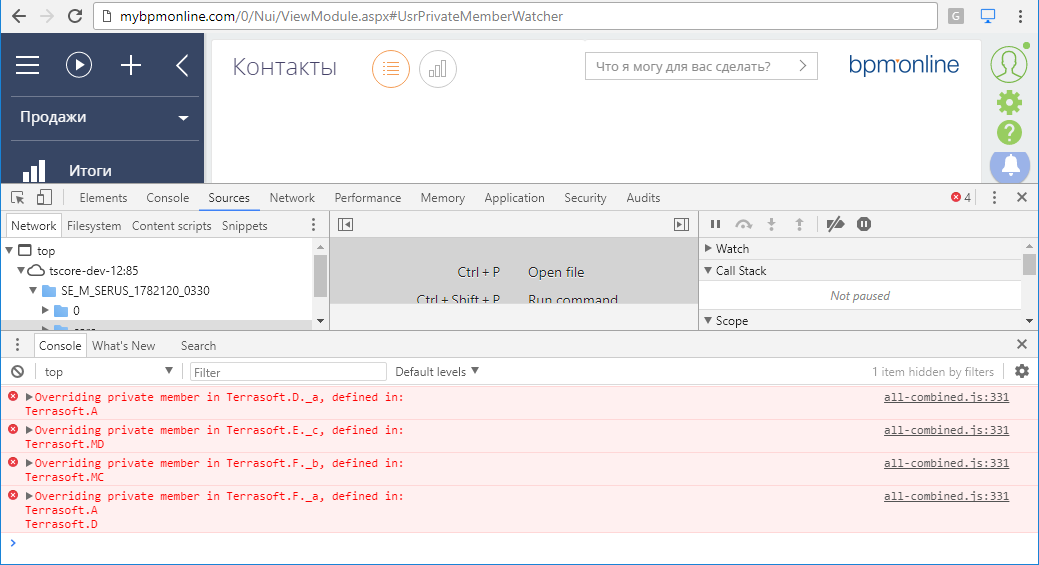 mybpmonline.com/0/Nui/ViewModule.aspx#UsrPrivateMemberWatcher
G
Контакты
Что я могу для вас сделать?
bpmonline
Продажи
?
Итоги
Elements Console Sources Network Performance Memory Application Security Audits
4
Network Filesystem Content scripts Snippets
top
tscore-dev-12:85
SE_M_SERUS_1782120_0330
0
Ctrl + P Open file
Ctrl + Shift + P Run command
Watch
Call Stack
Not paused
Scope
Console What's New Search
top
Filter
Default levels
1 item hidden by filters
Overriding private member in Terrasoft.D._a, defined in: all-combined.js:331
Terrasoft.A
Overriding private member in Terrasoft.E._c, defined in: all-combined.js:331
Terrasoft.MD
Overriding private member in Terrasoft.F._b, defined in: all-combined.js:331
Terrasoft.MC
Overriding private member in Terrasoft.F._a, defined in: all-combined.js:331
Terrasoft.A
Terrasoft.D